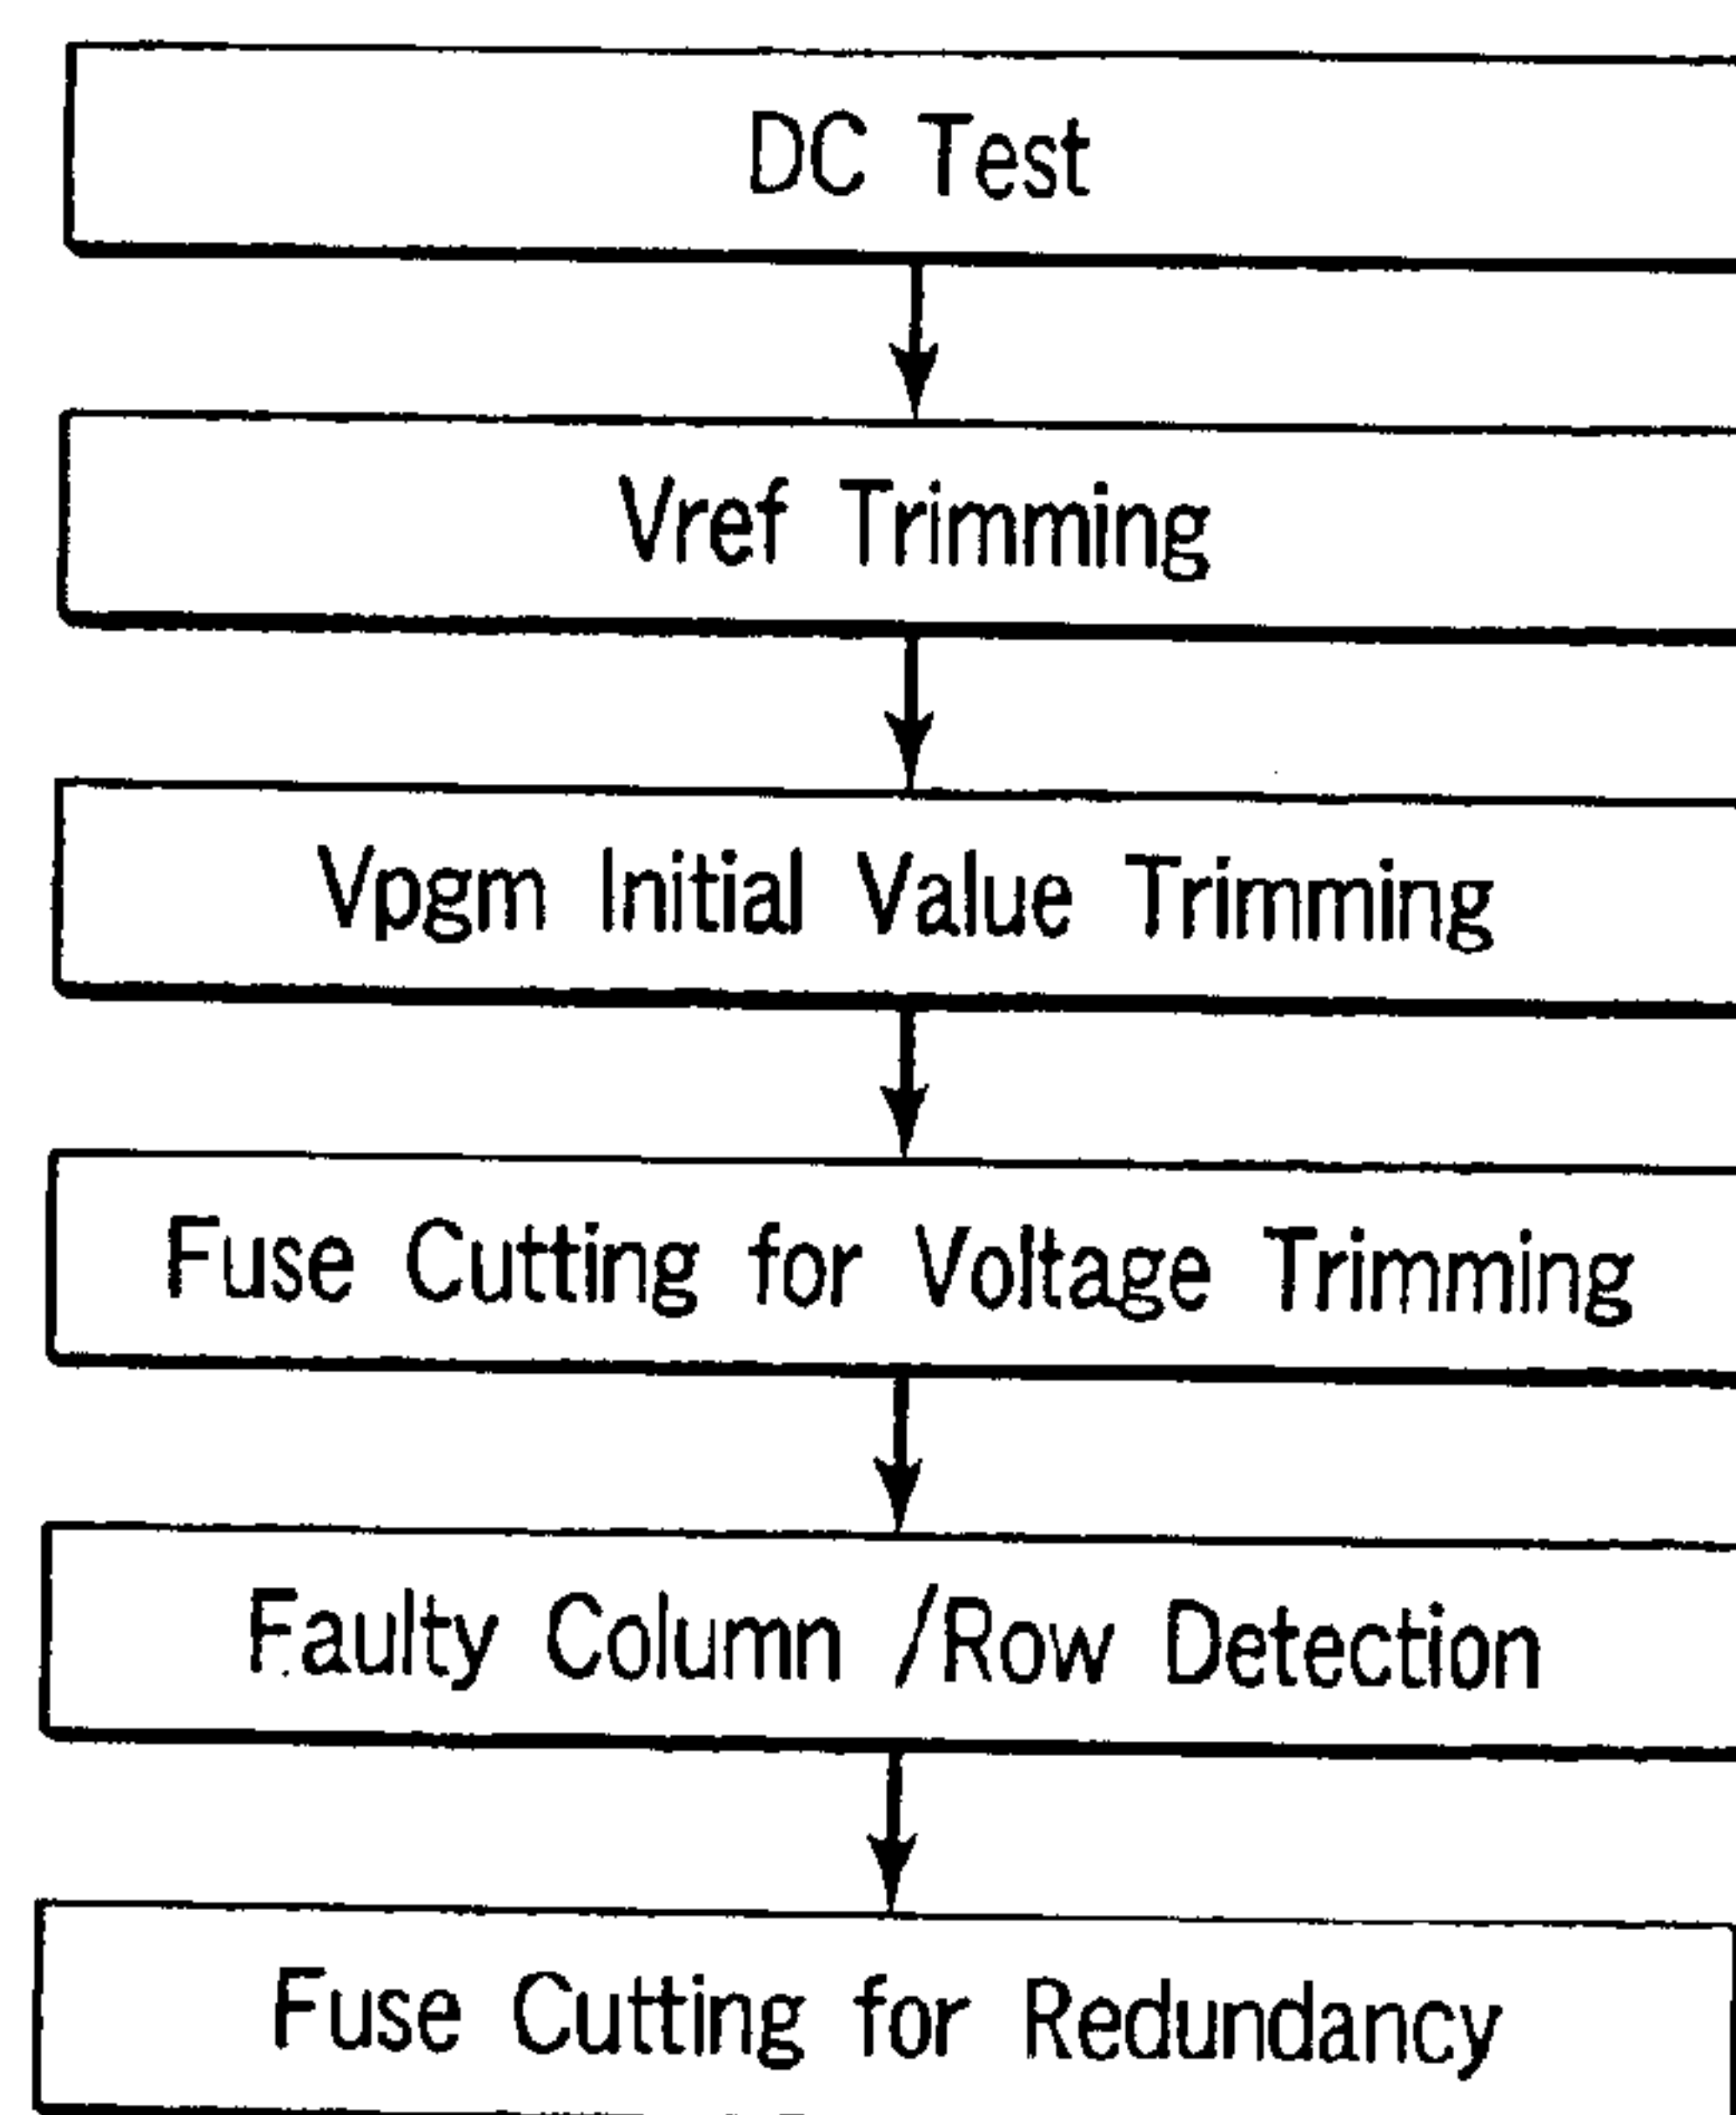 DC Test
Vref Trimming
Vpgm Initial Value Trimming
Fuse Cutting for Voltage Trimming
Faulty Column /Row Detection
Fuse Cutting for Redundancy